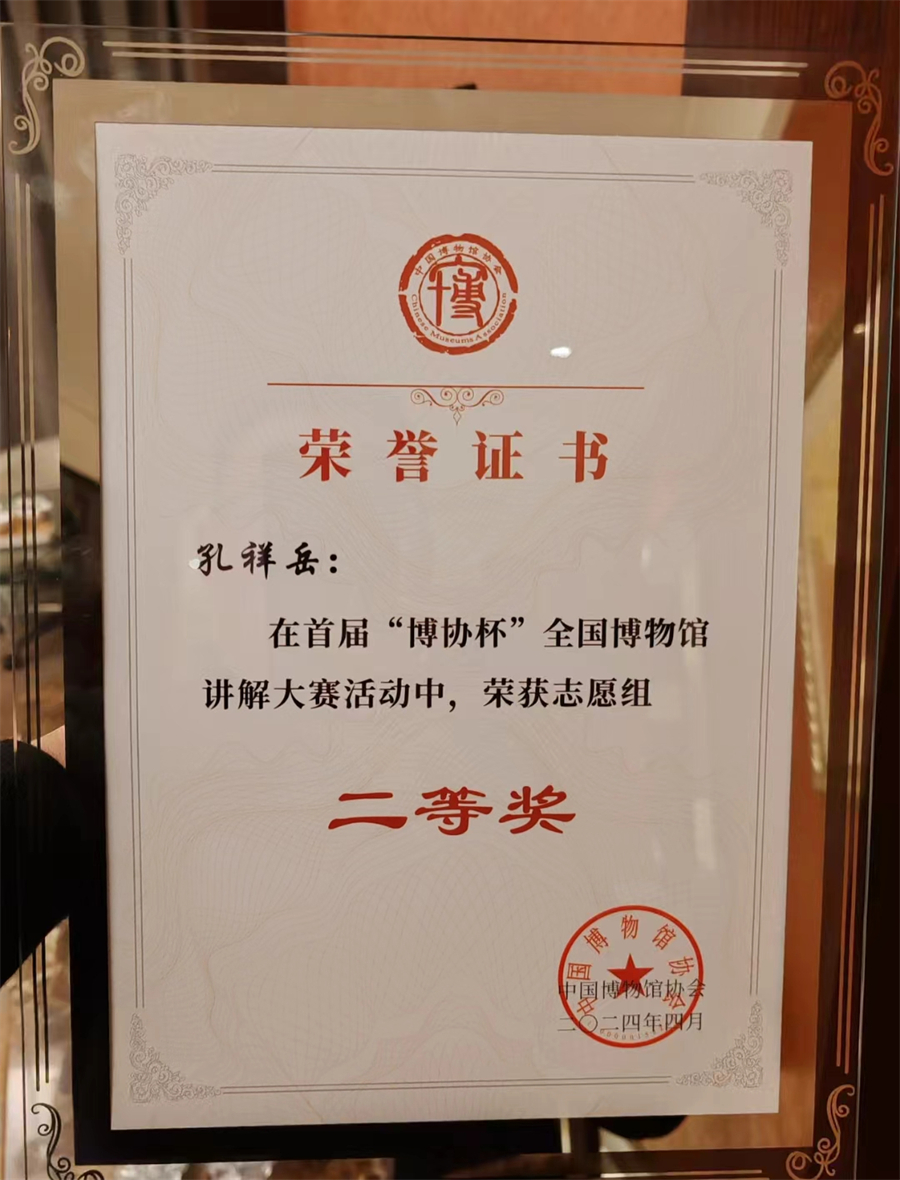 中国博物馆协会
博
Chinese Museums Association
荣誉证书
孔祥岳：
在首届“博协杯”全国博物馆
讲解大赛活动中，荣获志愿组
二等奖
中国博物馆协会
中国博物馆协会
二〇二四年四月